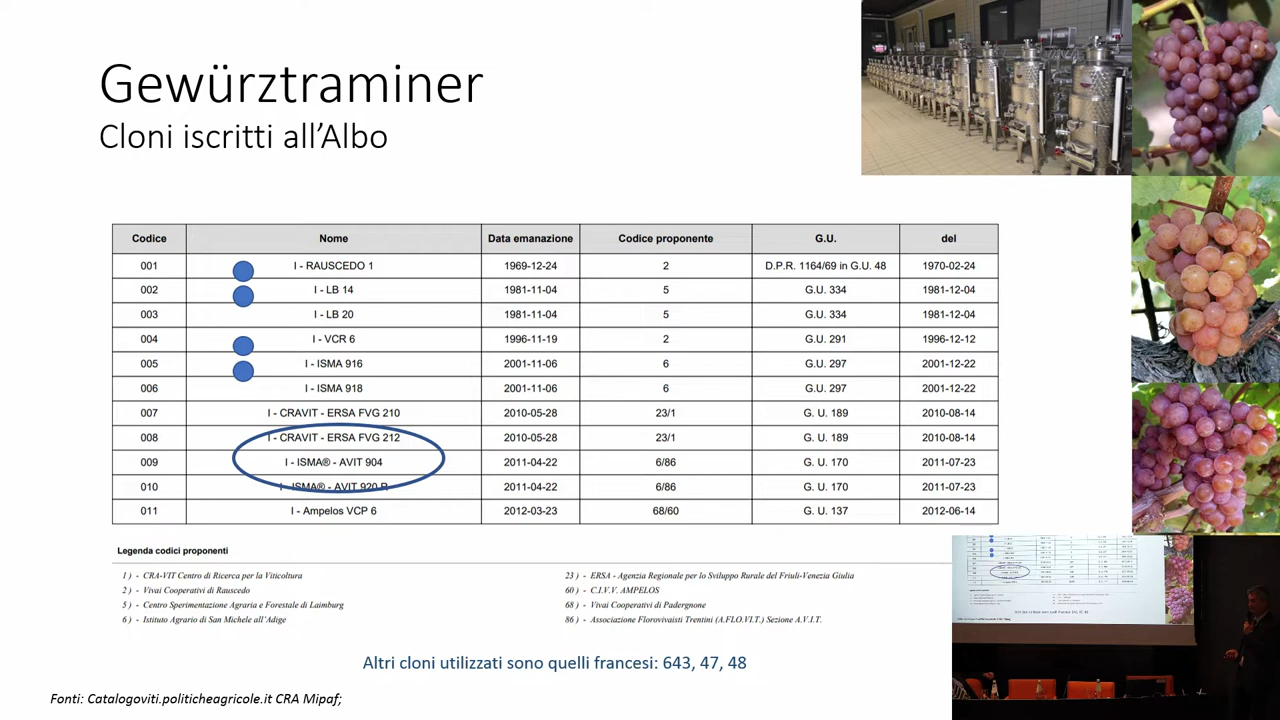 Gewürztraminer
Cloni iscritti all'Albo
Codice Nome Data emanazione Codice proponente G.U. del
001 I - RAUSCEDO 1 1969-12-24 2 D.P.R. 1164/69 in G.U. 48 1970-02-24
002 I - LB 14 1981-11-04 5 G.U. 334 1981-12-04
003 I - LB 20 1981-11-04 5 G.U. 334 1981-12-04
004 I - VCR 6 1996-11-19 2 G.U. 291 1996-12-12
005 I - ISMA 916 2001-11-06 6 G.U. 297 2001-12-22
006 I - ISMA 918 2001-11-06 6 G.U. 297 2001-12-22
007 I - CRAVIT - ERSA FVG 210 2010-05-28 23/1 G. U. 189 2010-08-14
008 I - CRAVIT - ERSA FVG 212 2010-05-28 23/1 G. U. 189 2010-08-14
009 I - ISMA® - AVIT 904 2011-04-22 6/86 G. U. 170 2011-07-23
010 I - ISMA® - AVIT 920 R 2011-04-22 6/86 G. U. 170 2011-07-23
011 I - Ampelos VCP 6 2012-03-23 68/60 G. U. 137 2012-06-14
Legenda codici proponenti
1 ) - CRA-VIT Centro di Ricerca per la Viticoltura
2 ) - Vivai Cooperativi di Rauscedo
5 ) - Centro Sperimentazione Agraria e Forestale di Laimburg
6 ) - Istituto Agrario di San Michele all'Adige
23 ) - ERSA - Agenzia Regionale per lo Sviluppo Rurale del Friuli-Venezia Giulia
60 ) - C.I.V.V. AMPELOS
68 ) - Vivai Cooperativi di Padergnone
86 ) - Associazione Florovivaisti Trentini (A.FLO.VI.T.) Sezione A.V.I.T.
Altri cloni utilizzati sono quelli francesi: 643, 47, 48
Fonti: Catalogoviti.politicheagricole.it CRA Mipaf;